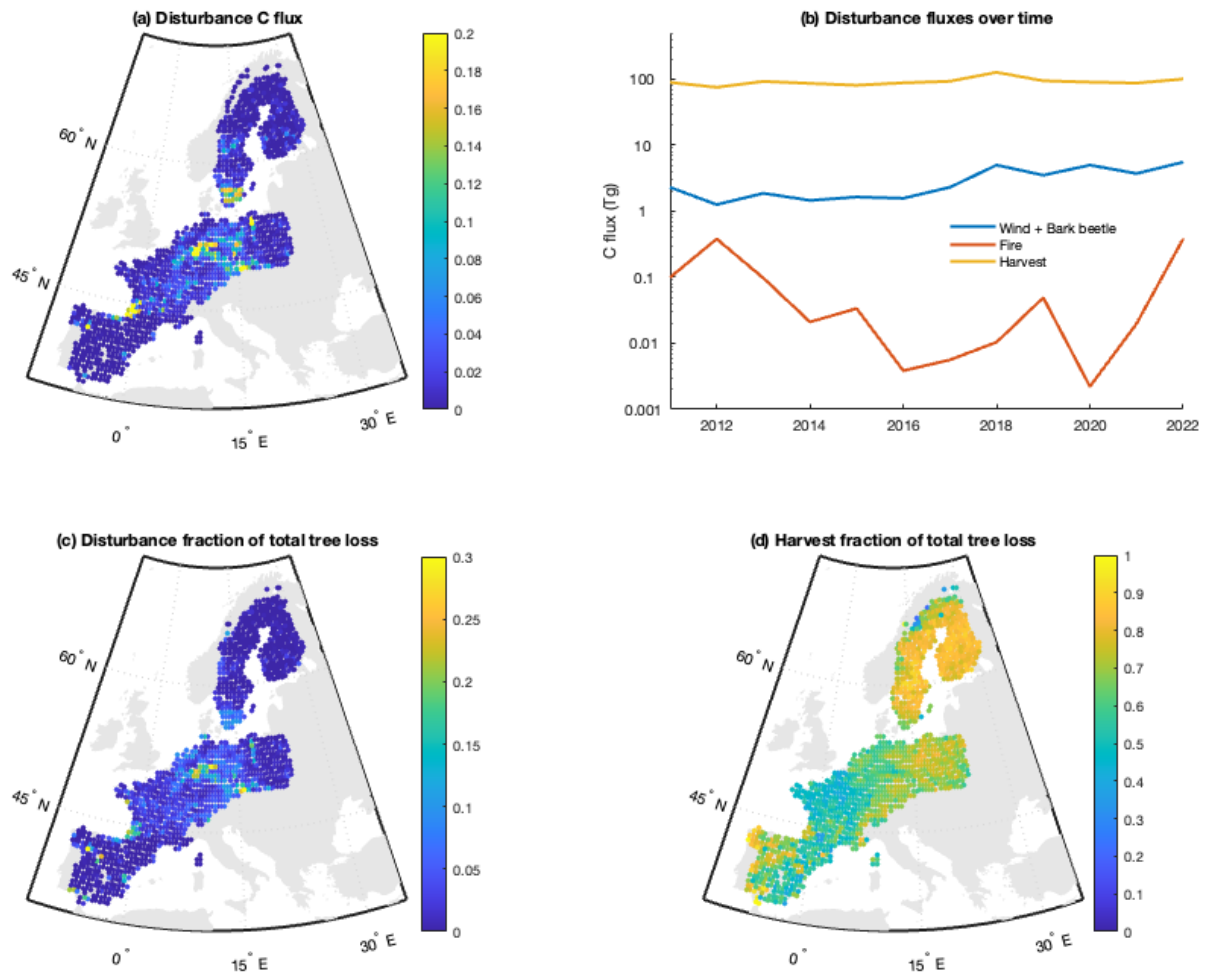 (a) Disturbance C flux
0.2
0.18
0.16
0.14
0.12
0.1
0.08
0.06
0.04
0.02
0
60° N
45° N
0°
15° E
30° E
(b) Disturbance fluxes over time
C flux (Tg)
100
10
1
0.1
0.01
0.001
2012
2014
2016
2018
2020
2022
Wind + Bark beetle
Fire
Harvest
(c) Disturbance fraction of total tree loss
0.3
0.25
0.2
0.15
0.1
0.05
0
60° N
45° N
0°
15° E
30° E
(d) Harvest fraction of total tree loss
1
0.9
0.8
0.7
0.6
0.5
0.4
0.3
0.2
0.1
0
60° N
45° N
0°
15° E
30° E